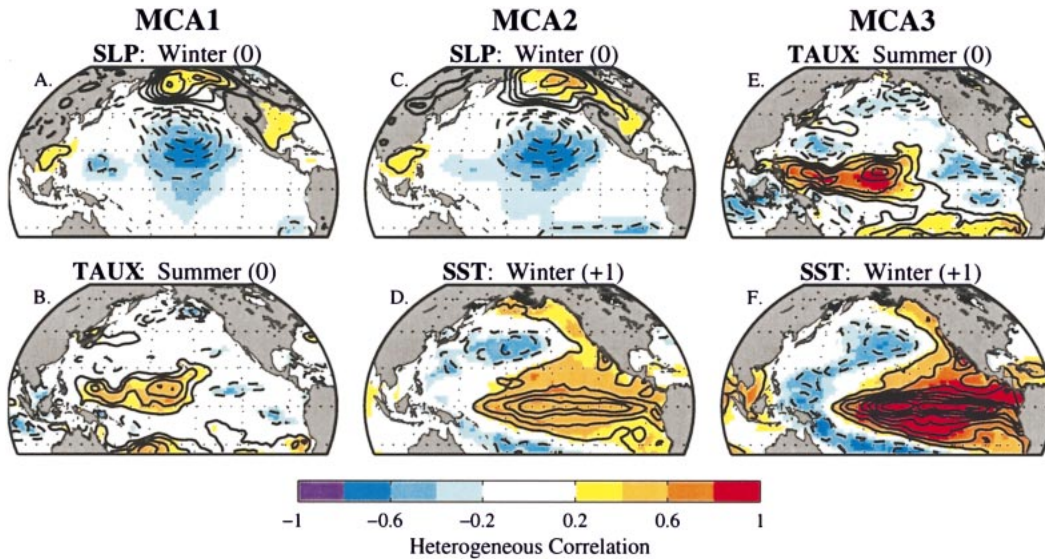 MCA1
MCA2
MCA3
SLP: Winter (0)
SLP: Winter (0)
TAUX: Summer (0)
A.
C.
E.
TAUX: Summer (0)
SST: Winter (+1)
SST: Winter (+1)
B.
D.
F.
−1 −0.6 −0.2 0.2 0.6 1
Heterogeneous Correlation